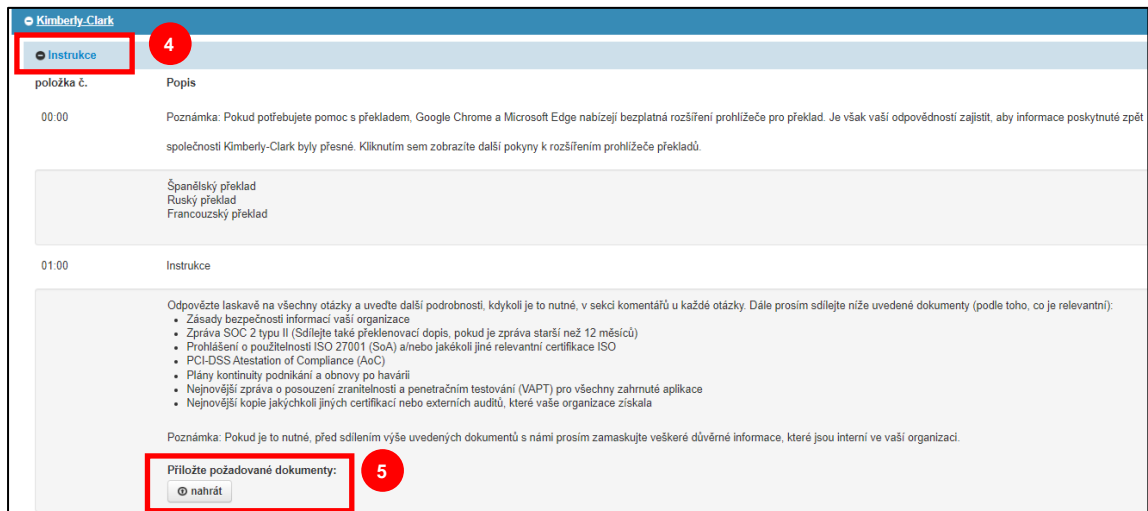 Kimberly-Clark
4
Instrukce
položka č. Popis
00:00 Poznámka: Pokud potřebujete pomoc s překladem, Google Chrome a Microsoft Edge nabízejí bezplatná rozšíření prohlížeče pro překlad. Je však vaší odpovědností zajistit, aby informace poskytnuté zpět
společnosti Kimberly-Clark byly přesné. Kliknutím sem zobrazíte další pokyny k rozšířením prohlížeče překladů.
Španělský překlad
Ruský překlad
Francouzský překlad
01:00 Instrukce
Odpovězte laskavě na všechny otázky a uveďte další podrobnosti, kdykoli je to nutné, v sekci komentářů u každé otázky. Dále prosím sdílejte níže uvedené dokumenty (podle toho, co je relevantní):
• Zásady bezpečnosti informací vaší organizace
• Zpráva SOC 2 typu II (Sdílejte také překlenovací dopis, pokud je zpráva starší než 12 měsíců)
• Prohlášení o použitelnosti ISO 27001 (SoA) a/nebo jakékoli jiné relevantní certifikace ISO
• PCI-DSS Atestation of Compliance (AoC)
• Plány kontinuity podnikání a obnovy po havárii
• Nejnovější zpráva o posouzení zranitelnosti a penetračním testování (VAPT) pro všechny zahrnuté aplikace
• Nejnovější kopie jakýchkoli jiných certifikací nebo externích auditů, které vaše organizace získala
Poznámka: Pokud je to nutné, před sdílením výše uvedených dokumentů s námi prosím zamaskujte veškeré důvěrné informace, které jsou interní ve vaší organizaci.
Přiložte požadované dokumenty:
5
nahrát